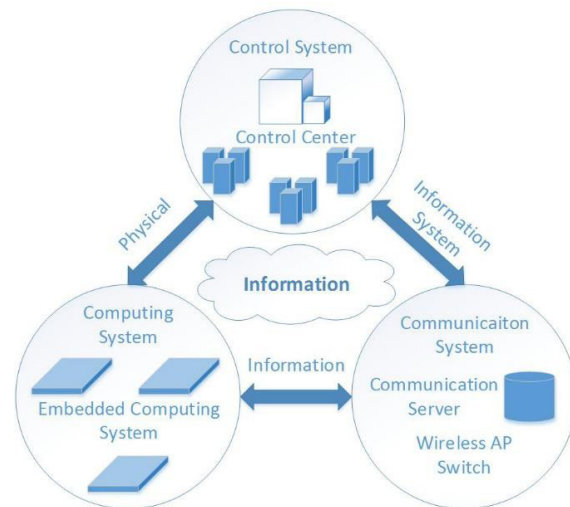 Control System
Control Center
Physical
Information
System
Information
Computing
System
Embedded Computing
System
Information
Communicaiton
System
Communication
Server
Wireless AP
Switch